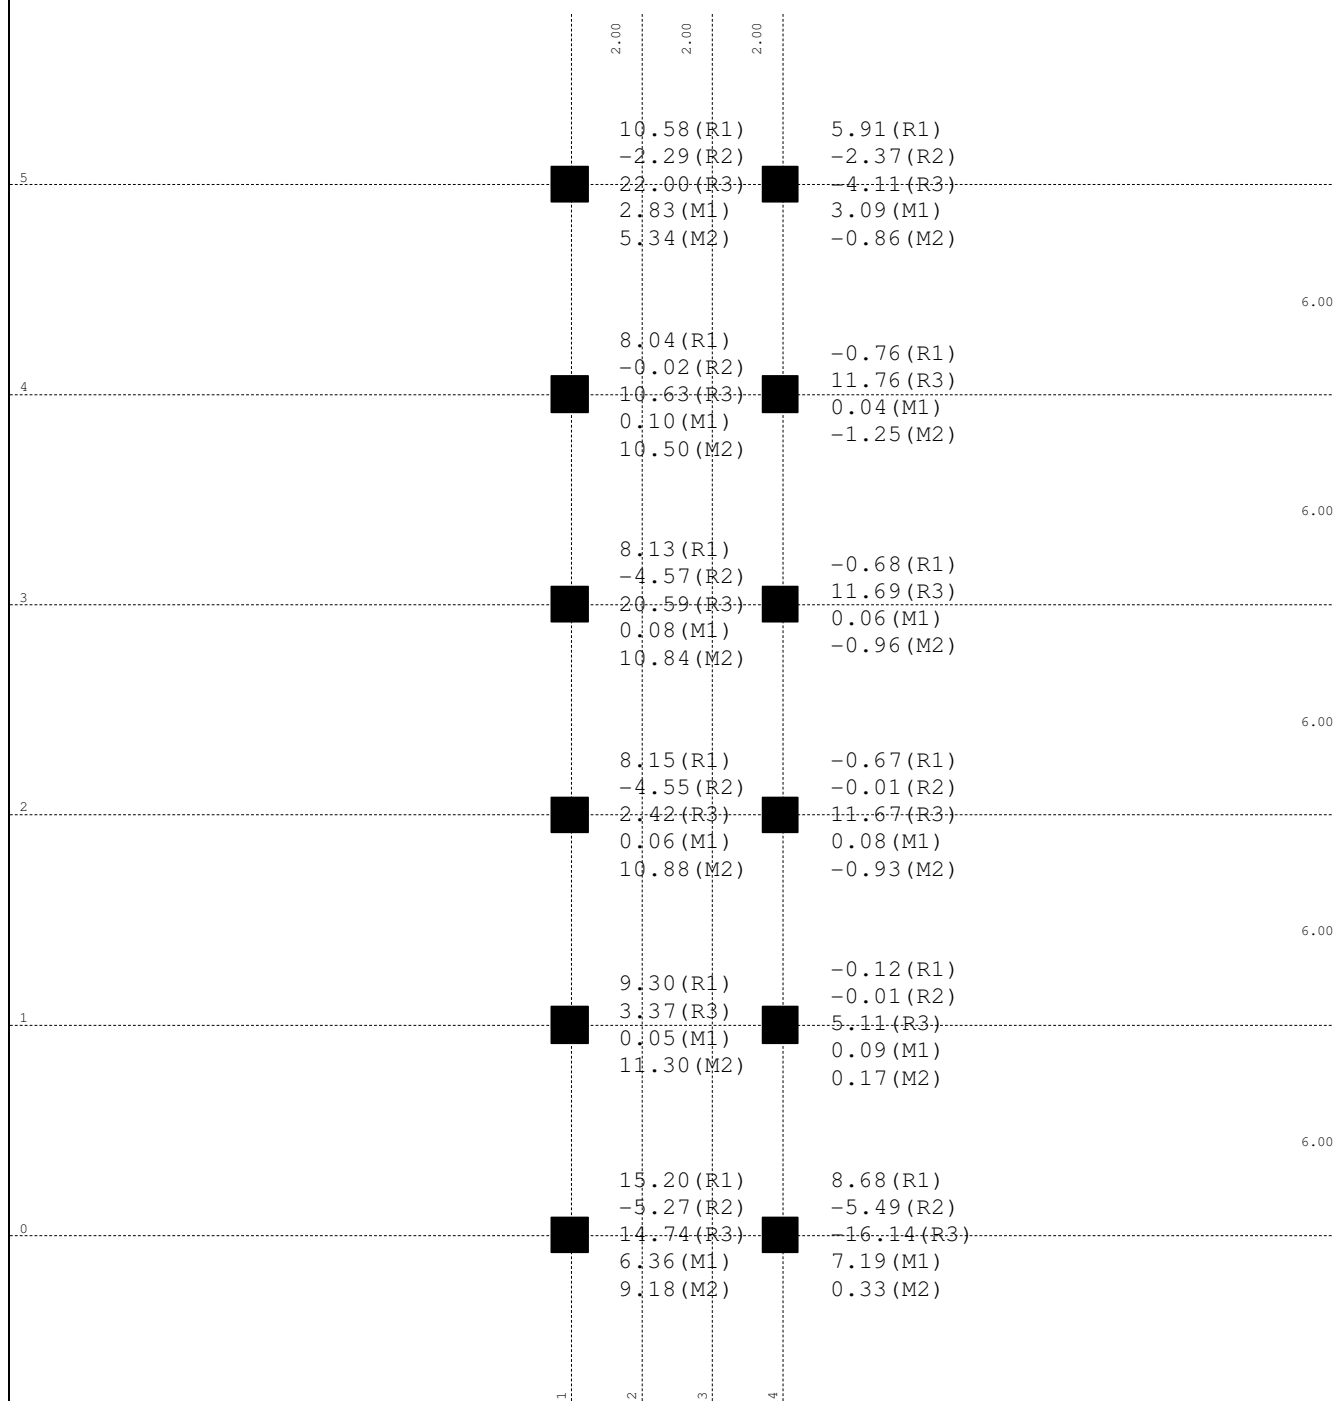 2.00 2.00 2.00
10.58(R1) 5.91(R1)
-2.29(R2) -2.37(R2)
5 22.00(R3) -4.11(R3)
2.83(M1) 3.09(M1)
5.34(M2) -0.86(M2)
6.00
8.04(R1)
-0.02(R2)
10.63(R3)
0.10(M1)
10.50(M2)
4
-0.76(R1)
11.76(R3)
0.04(M1)
-1.25(M2)
6.00
8.13(R1)
-4.57(R2)
20.59(R3)
0.08(M1)
10.84(M2)
3
-0.68(R1)
11.69(R3)
0.06(M1)
-0.96(M2)
6.00
8.15(R1) -0.67(R1)
-4.55(R2) -0.01(R2)
2 2.42(R3) 11.67(R3)
0.06(M1) 0.08(M1)
10.88(M2) -0.93(M2)
6.00
9.30(R1)
3.37(R3)
0.05(M1)
11.30(M2)
1
-0.12(R1)
-0.01(R2)
5.11(R3)
0.09(M1)
0.17(M2)
6.00
15.20(R1) 8.68(R1)
-5.27(R2) -5.49(R2)
0 14.74(R3) -16.14(R3)
6.36(M1) 7.19(M1)
9.18(M2) 0.33(M2)
1 2 3 4